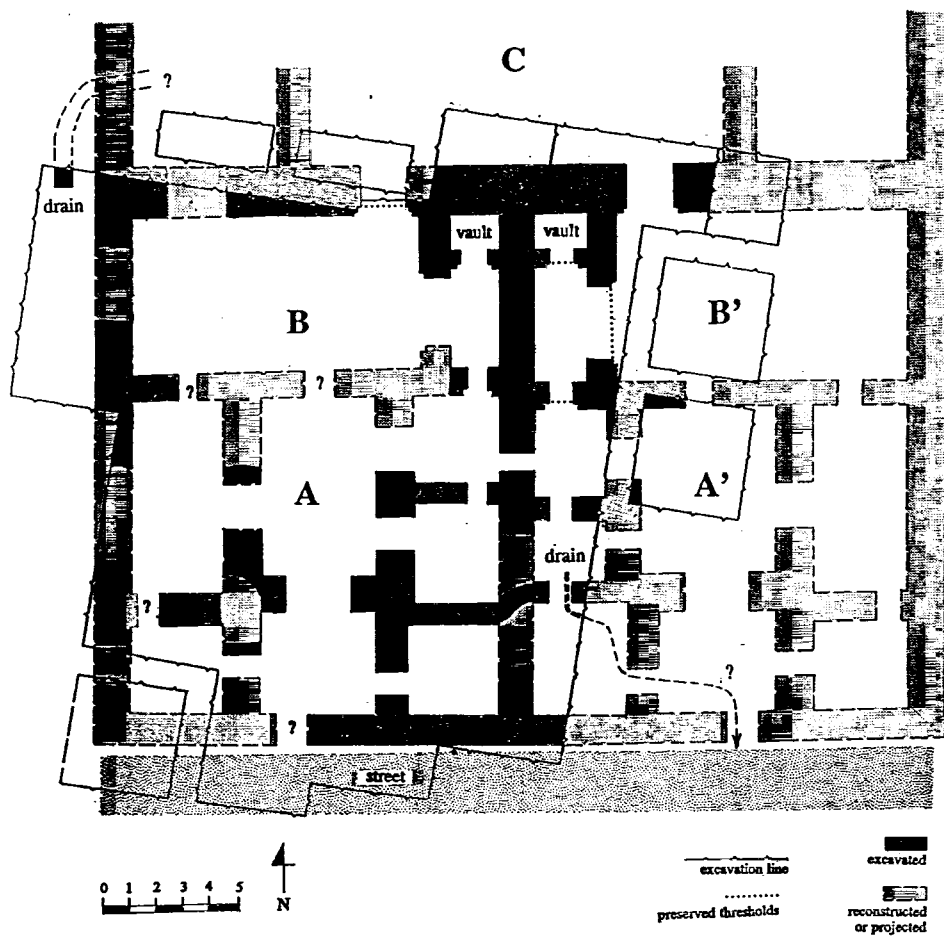 C
?
drain
vault vault
B
B'
? ?
A
A'
drain
?
?
?
street
0 1 2 3 4 5
N
excavation line
excavated
preserved thresholds
reconstructed
or projected